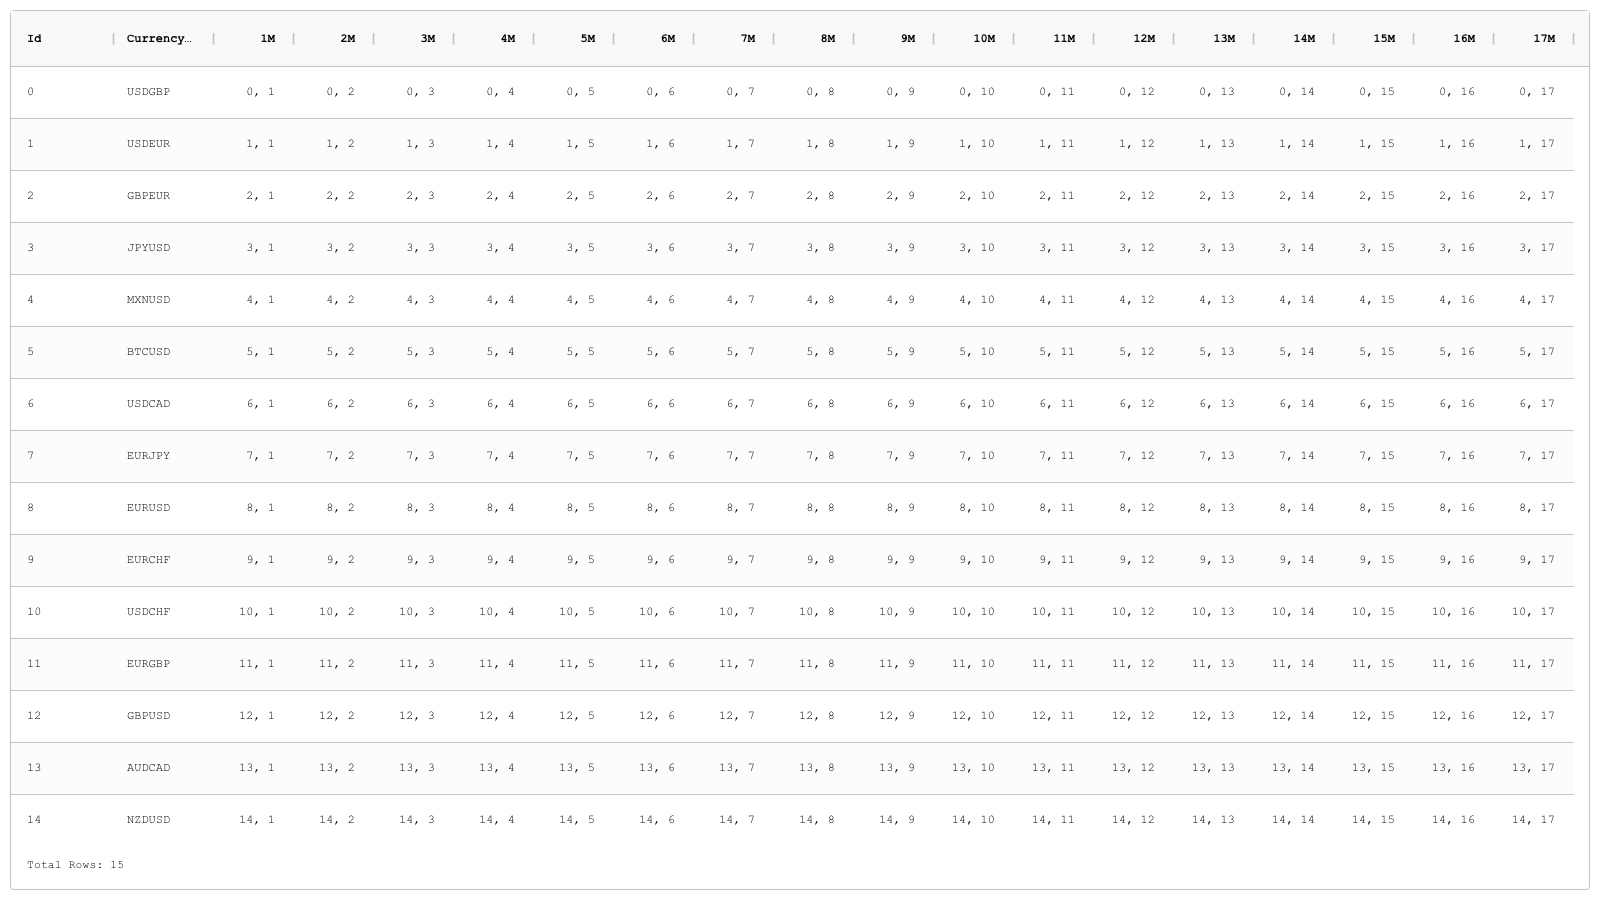 Id | Currency… | 1M | 2M | 3M | 4M | 5M | 6M | 7M | 8M | 9M | 10M | 11M | 12M | 13M | 14M | 15M | 16M | 17M |
0 USDGBP 0, 1 0, 2 0, 3 0, 4 0, 5 0, 6 0, 7 0, 8 0, 9 0, 10 0, 11 0, 12 0, 13 0, 14 0, 15 0, 16 0, 17
1 USDEUR 1, 1 1, 2 1, 3 1, 4 1, 5 1, 6 1, 7 1, 8 1, 9 1, 10 1, 11 1, 12 1, 13 1, 14 1, 15 1, 16 1, 17
2 GBPEUR 2, 1 2, 2 2, 3 2, 4 2, 5 2, 6 2, 7 2, 8 2, 9 2, 10 2, 11 2, 12 2, 13 2, 14 2, 15 2, 16 2, 17
3 JPYUSD 3, 1 3, 2 3, 3 3, 4 3, 5 3, 6 3, 7 3, 8 3, 9 3, 10 3, 11 3, 12 3, 13 3, 14 3, 15 3, 16 3, 17
4 MXNUSD 4, 1 4, 2 4, 3 4, 4 4, 5 4, 6 4, 7 4, 8 4, 9 4, 10 4, 11 4, 12 4, 13 4, 14 4, 15 4, 16 4, 17
5 BTCUSD 5, 1 5, 2 5, 3 5, 4 5, 5 5, 6 5, 7 5, 8 5, 9 5, 10 5, 11 5, 12 5, 13 5, 14 5, 15 5, 16 5, 17
6 USDCAD 6, 1 6, 2 6, 3 6, 4 6, 5 6, 6 6, 7 6, 8 6, 9 6, 10 6, 11 6, 12 6, 13 6, 14 6, 15 6, 16 6, 17
7 EURJPY 7, 1 7, 2 7, 3 7, 4 7, 5 7, 6 7, 7 7, 8 7, 9 7, 10 7, 11 7, 12 7, 13 7, 14 7, 15 7, 16 7, 17
8 EURUSD 8, 1 8, 2 8, 3 8, 4 8, 5 8, 6 8, 7 8, 8 8, 9 8, 10 8, 11 8, 12 8, 13 8, 14 8, 15 8, 16 8, 17
9 EURCHF 9, 1 9, 2 9, 3 9, 4 9, 5 9, 6 9, 7 9, 8 9, 9 9, 10 9, 11 9, 12 9, 13 9, 14 9, 15 9, 16 9, 17
10 USDCHF 10, 1 10, 2 10, 3 10, 4 10, 5 10, 6 10, 7 10, 8 10, 9 10, 10 10, 11 10, 12 10, 13 10, 14 10, 15 10, 16 10, 17
11 EURGBP 11, 1 11, 2 11, 3 11, 4 11, 5 11, 6 11, 7 11, 8 11, 9 11, 10 11, 11 11, 12 11, 13 11, 14 11, 15 11, 16 11, 17
12 GBPUSD 12, 1 12, 2 12, 3 12, 4 12, 5 12, 6 12, 7 12, 8 12, 9 12, 10 12, 11 12, 12 12, 13 12, 14 12, 15 12, 16 12, 17
13 AUDCAD 13, 1 13, 2 13, 3 13, 4 13, 5 13, 6 13, 7 13, 8 13, 9 13, 10 13, 11 13, 12 13, 13 13, 14 13, 15 13, 16 13, 17
14 NZDUSD 14, 1 14, 2 14, 3 14, 4 14, 5 14, 6 14, 7 14, 8 14, 9 14, 10 14, 11 14, 12 14, 13 14, 14 14, 15 14, 16 14, 17
Total Rows: 15